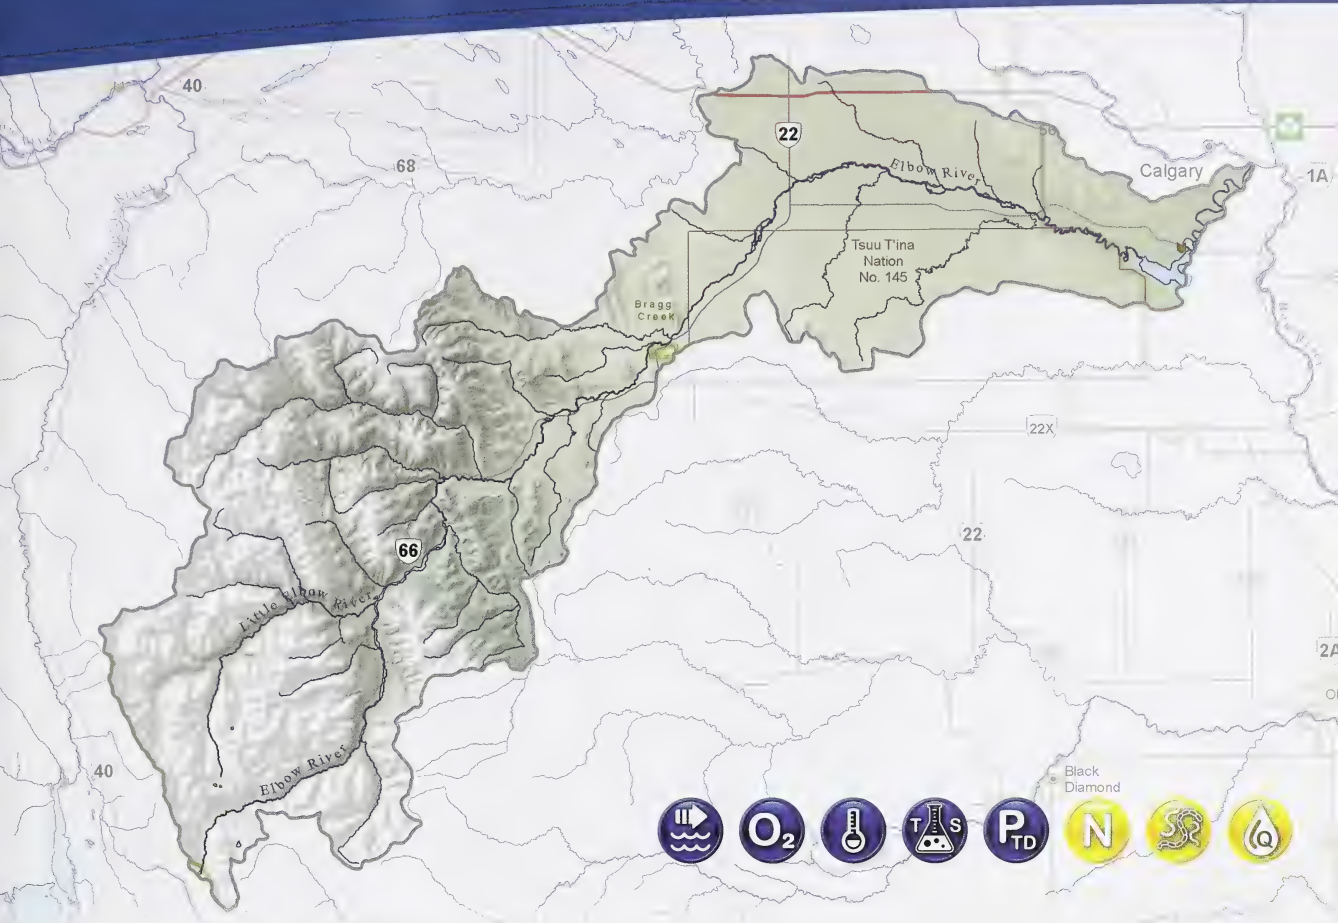 40
68
22
Elbow River
Calgary
1A
Tsuu T'ina
Nation
No. 145
Bragg
Creek
22X
66
22
Little Elbow River
2A
Elbow River
40
Black
Diamond
O2
T S
PTD
N
Q